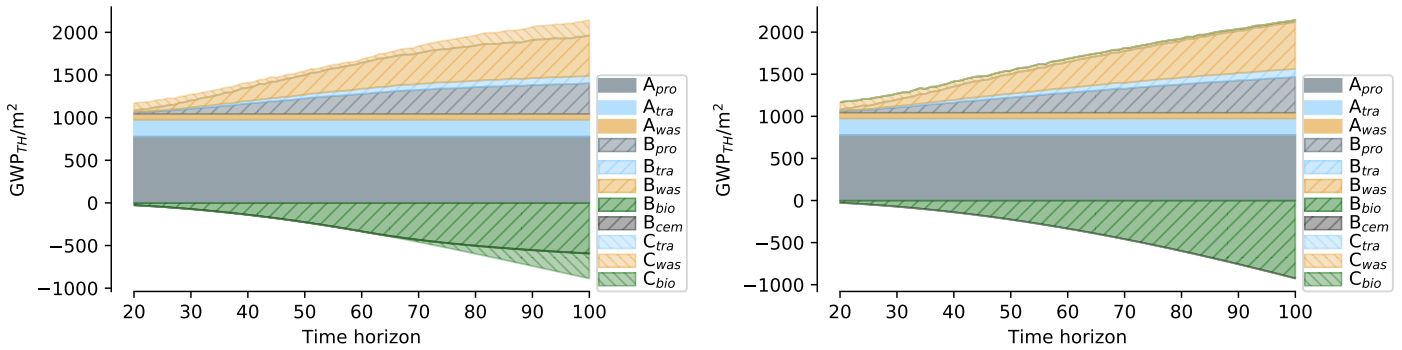 2000
1500
1000
500
0
−500
−1000
GWP_TH/m²
20 30 40 50 60 70 80 90 100
Time horizon
A_pro
A_tra
A_was
B_pro
B_tra
B_was
B_bio
B_cem
C_tra
C_was
C_bio
2000
1500
1000
500
0
−500
−1000
GWP_TH/m²
20 30 40 50 60 70 80 90 100
Time horizon
A_pro
A_tra
A_was
B_pro
B_tra
B_was
B_bio
B_cem
C_tra
C_was
C_bio